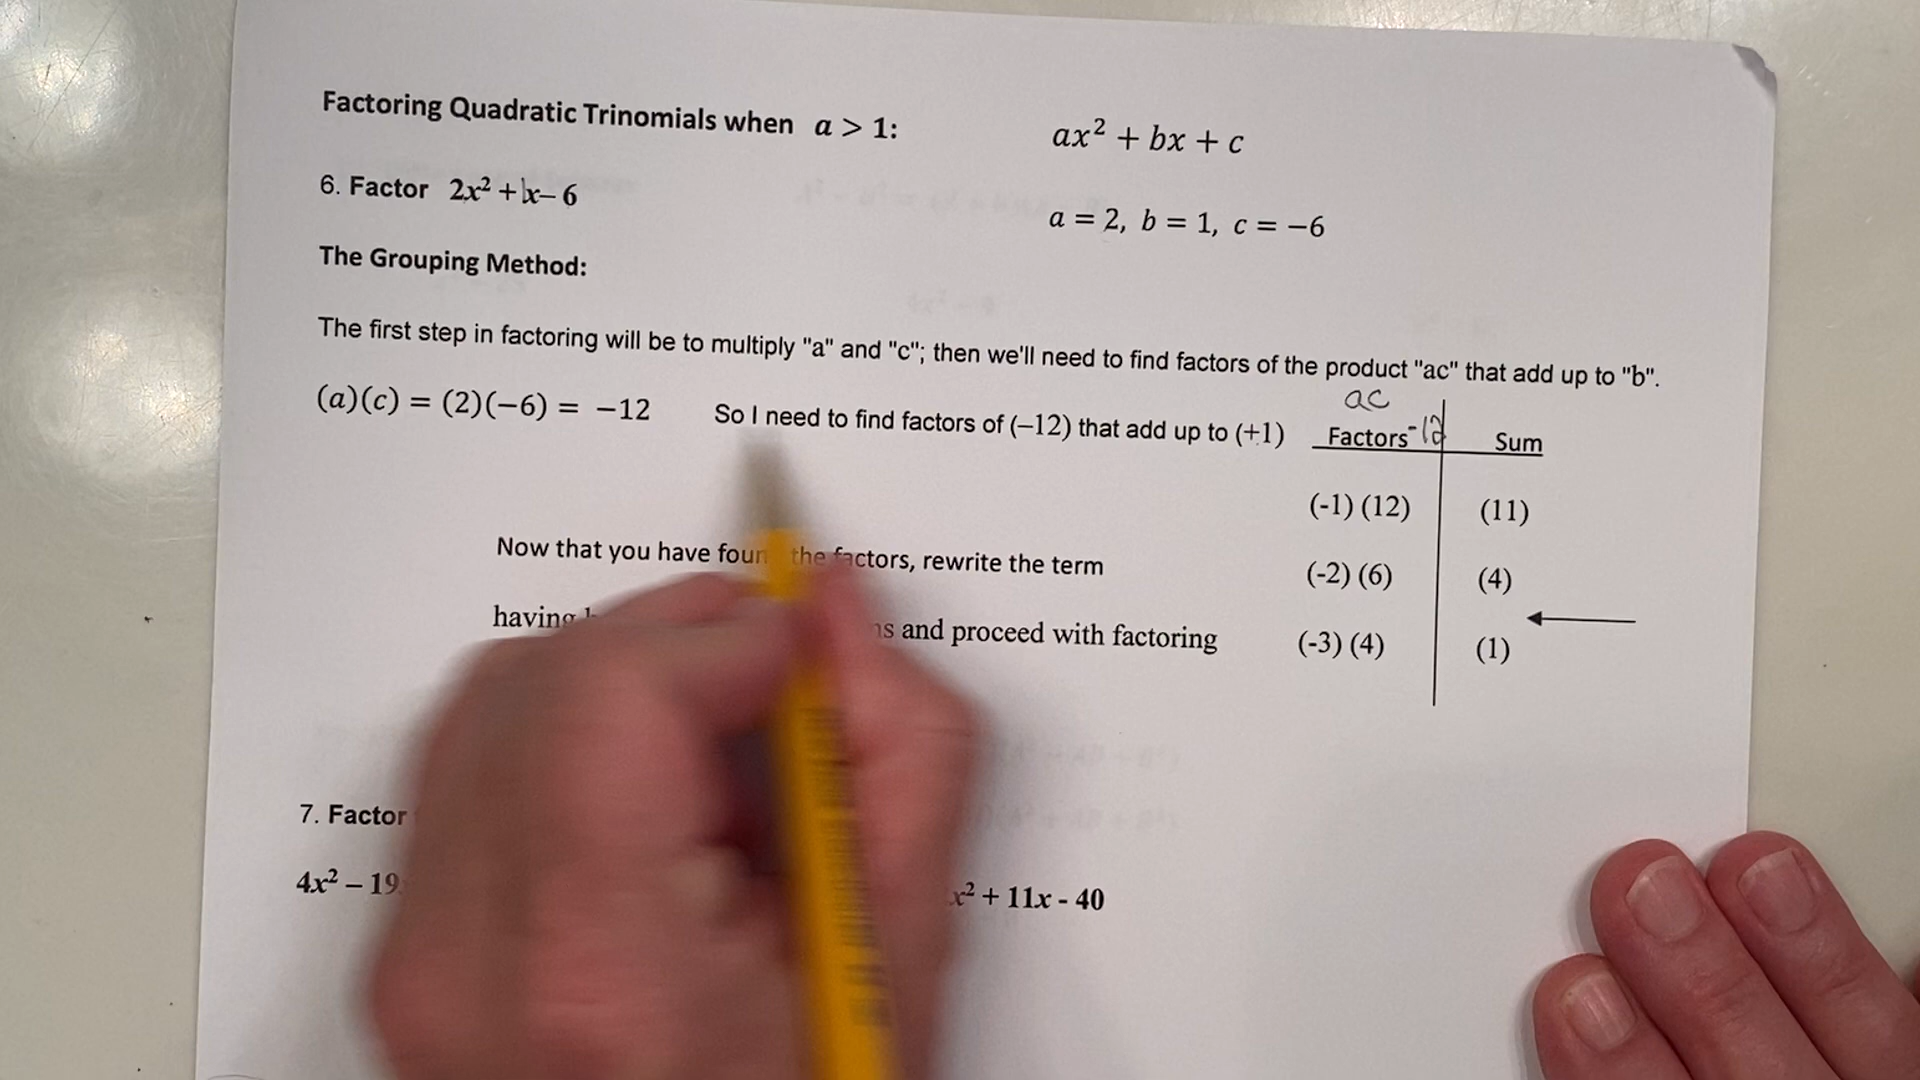 Factoring Quadratic Trinomials when a > 1: ax² + bx + c
6. Factor 2x² + 1x – 6
a = 2, b = 1, c = −6
The Grouping Method:
The first step in factoring will be to multiply "a" and "c"; then we'll need to find factors of the product "ac" that add up to "b".
ac
(a)(c) = (2)(−6) = −12 So I need to find factors of (−12) that add up to (+1)
Factors -12 Sum
(-1) (12) (11)
Now that you have the factors, rewrite the term
(-2) (6) (4)
having and proceed with factoring
(-3) (4) (1)
7. Factor
4x² – 19
x² + 11x - 40